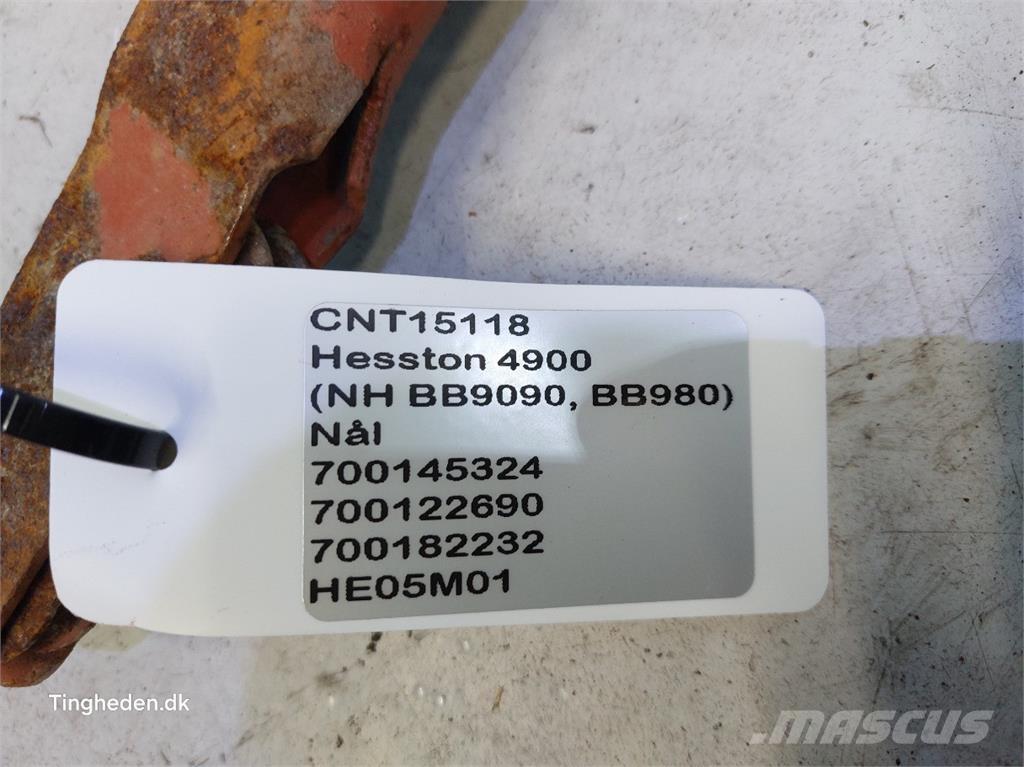 CNT15118
Hesston 4900
(NH BB9090, BB980)
Nål
700145324
700122690
700182232
HE05M01
Tingheden.dk
MASCUS